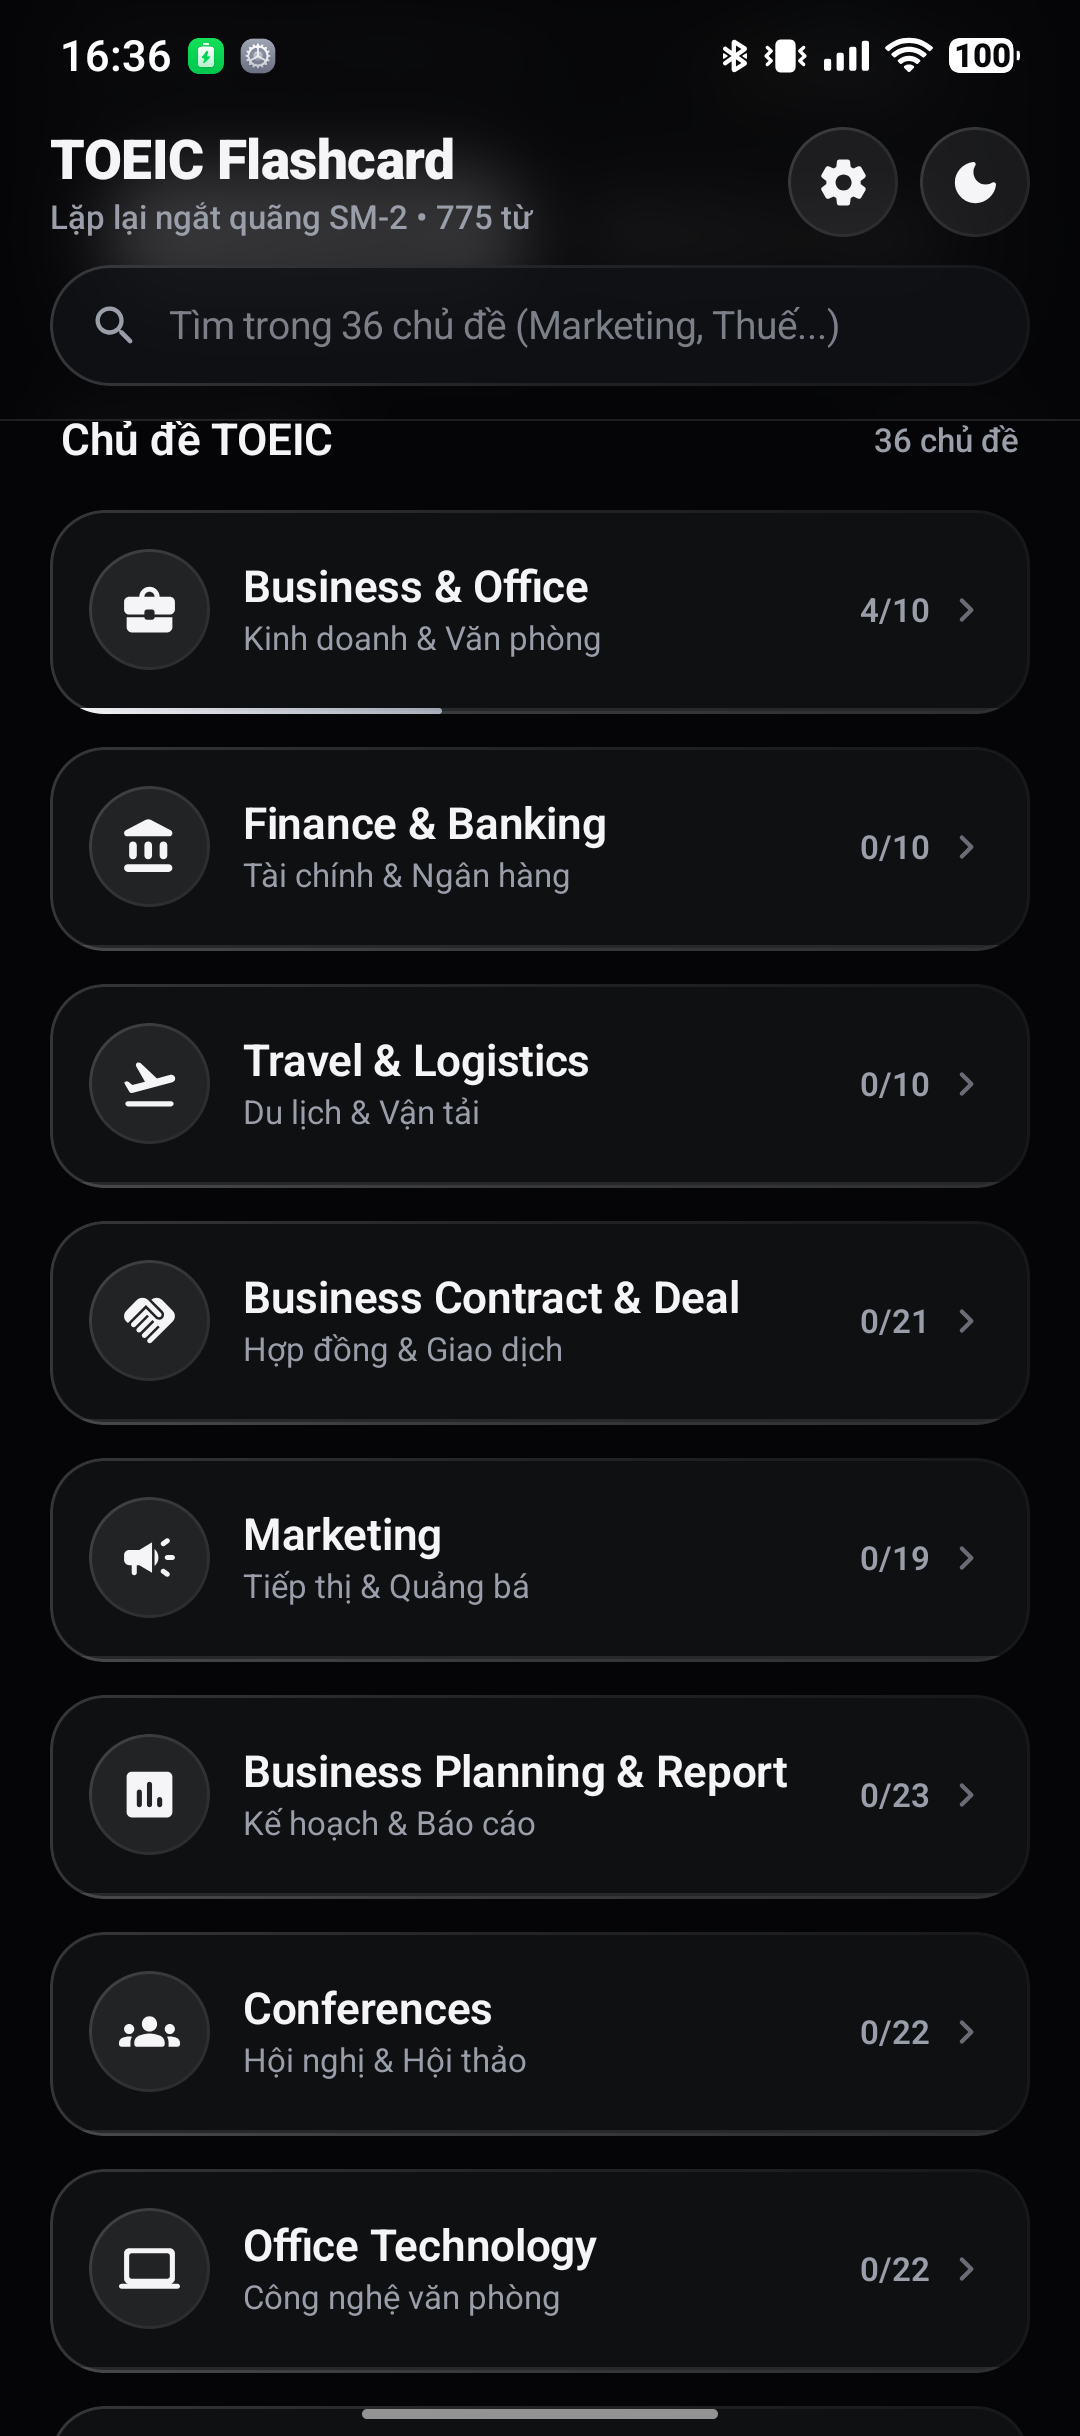 16:36
100
TOEIC Flashcard
Lặp lại ngắt quãng SM-2 • 775 từ
Tìm trong 36 chủ đề (Marketing, Thuế...)
Chủ đề TOEIC
36 chủ đề
Business & Office
Kinh doanh & Văn phòng
4/10
Finance & Banking
Tài chính & Ngân hàng
0/10
Travel & Logistics
Du lịch & Vận tải
0/10
Business Contract & Deal
Hợp đồng & Giao dịch
0/21
Marketing
Tiếp thị & Quảng bá
0/19
Business Planning & Report
Kế hoạch & Báo cáo
0/23
Conferences
Hội nghị & Hội thảo
0/22
Office Technology
Công nghệ văn phòng
0/22